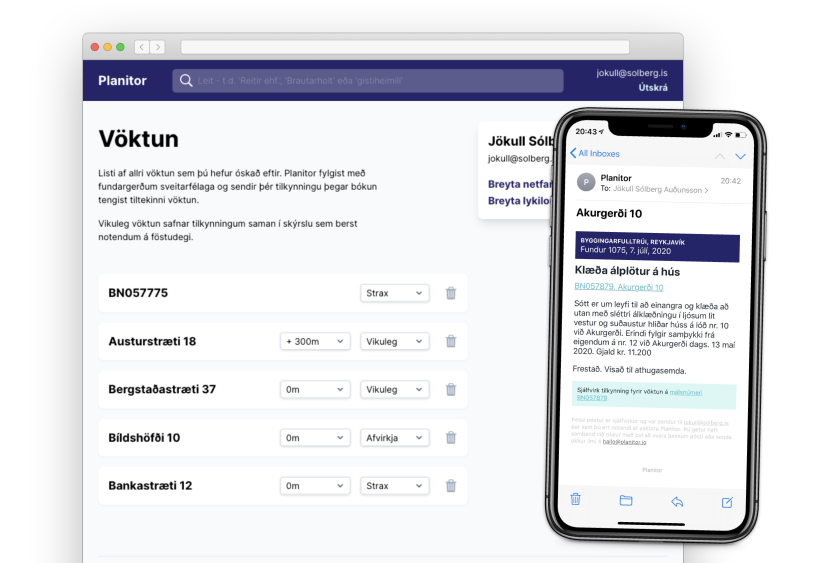 Planitor
Leit - t.d. 'Reitir ehf.', 'Brautarholt' eða 'gistiheimili'
jokull@solberg.is
Útskrá
Vöktun
Listi af allri vöktun sem þú hefur óskað eftir. Planitor fylgist með
fundargerðum sveitarfélaga og sendir þér tilkynningu þegar bókun
tengist tiltekinni vöktun.
Vikuleg vöktun safnar tilkynningum saman í skýrslu sem berst
notendum á föstudegi.
Jökull Sólb
jokull@solberg.
Breyta netfan
Breyta lykilo
BN057775
Strax
Austurstræti 18
+ 300m
Vikuleg
Bergstaðastræti 37
0m
Vikuleg
Bíldshöfði 10
0m
Afvirkja
Bankastræti 12
0m
Strax
20:43
All Inboxes
P
Planitor
20:42
To: Jökull Sólberg Auðunsson >
Akurgerði 10
BYGGINGARFULLTRÚI, REYKJAVÍK
Fundur 1075, 7. júlí, 2020
Klæða álplötur á hús
BN057879, Akurgerði 10
Sótt er um leyfi til að einangra og klæða að
utan með sléttri álklæðningu í ljósum lit
vestur og suðaustur hliðar húss á lóð nr. 10
við Akurgerði. Erindi fylgir samþykki frá
eigendum á nr. 12 við Akurgerði dags. 13 maí
2020. Gjald kr. 11.200
Frestað. Vísað til athugasemda.
Sjálfvirk tilkynning fyrir vöktun á málsnúmeri
BN057879
hallo@planitor.io
Planitor